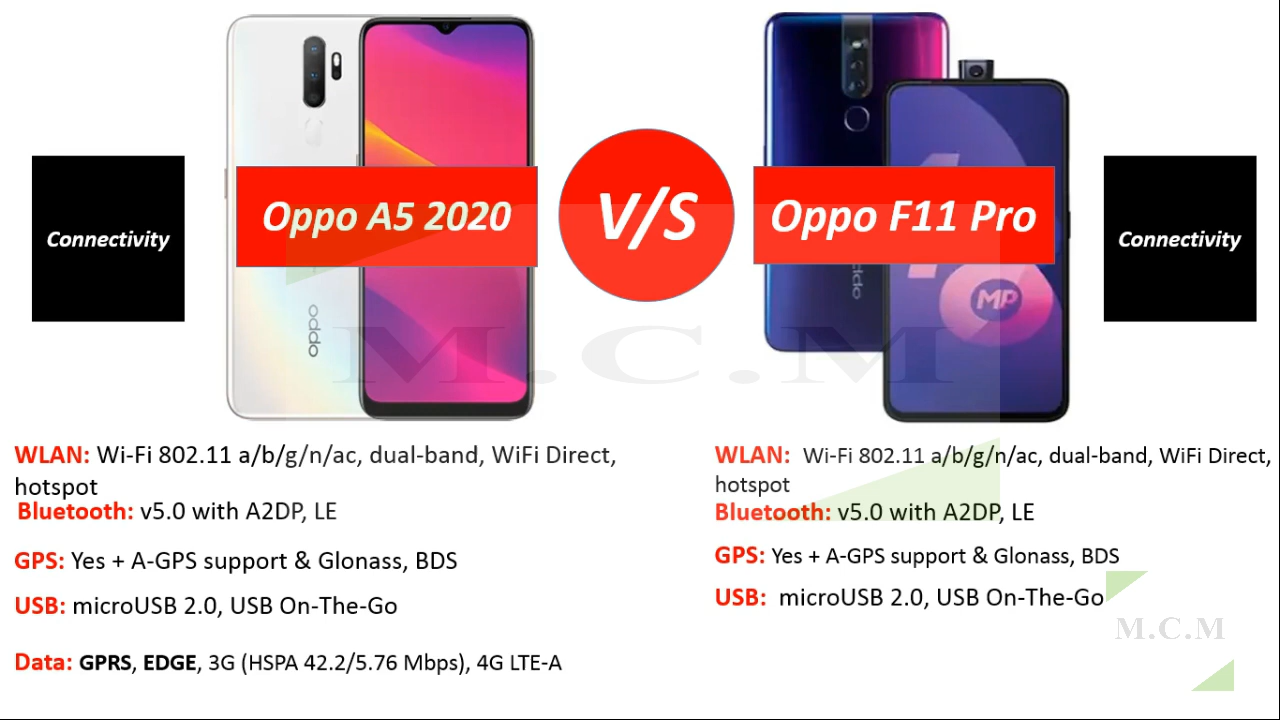 Connectivity
Oppo A5 2020
V/S
Oppo F11 Pro
Connectivity
oppo
oppo
MP
M.C.M
WLAN: Wi-Fi 802.11 a/b/g/n/ac, dual-band, WiFi Direct,
hotspot
Bluetooth: v5.0 with A2DP, LE
GPS: Yes + A-GPS support & Glonass, BDS
USB: microUSB 2.0, USB On-The-Go
Data: GPRS, EDGE, 3G (HSPA 42.2/5.76 Mbps), 4G LTE-A
WLAN: Wi-Fi 802.11 a/b/g/n/ac, dual-band, WiFi Direct,
hotspot
Bluetooth: v5.0 with A2DP, LE
GPS: Yes + A-GPS support & Glonass, BDS
USB: microUSB 2.0, USB On-The-Go
M.C.M